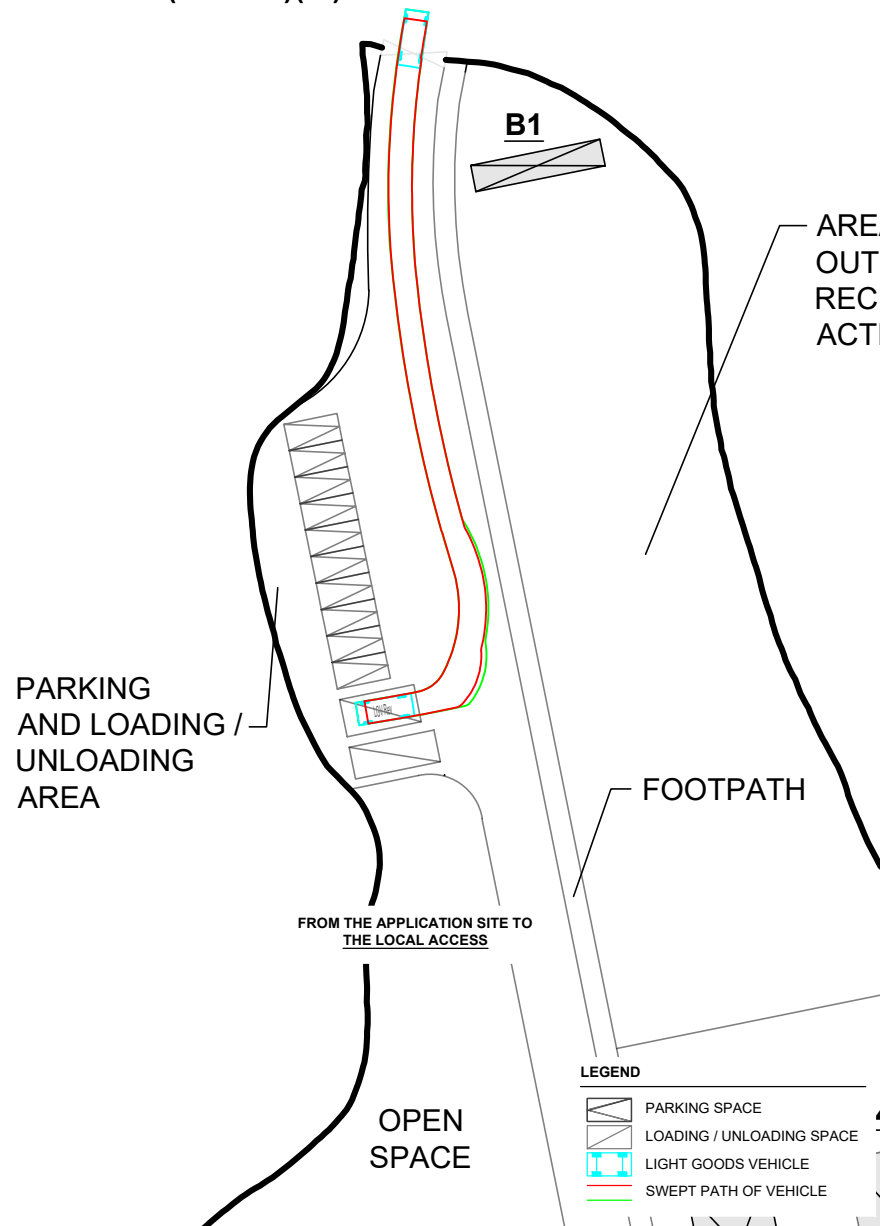 B1
AREA
OUT
REC
ACTI
PARKING
AND LOADING /
UNLOADING
AREA
FOOTPATH
FROM THE APPLICATION SITE TO
THE LOCAL ACCESS
OPEN
SPACE
LEGEND
PARKING SPACE
LOADING / UNLOADING SPACE
LIGHT GOODS VEHICLE
SWEPT PATH OF VEHICLE